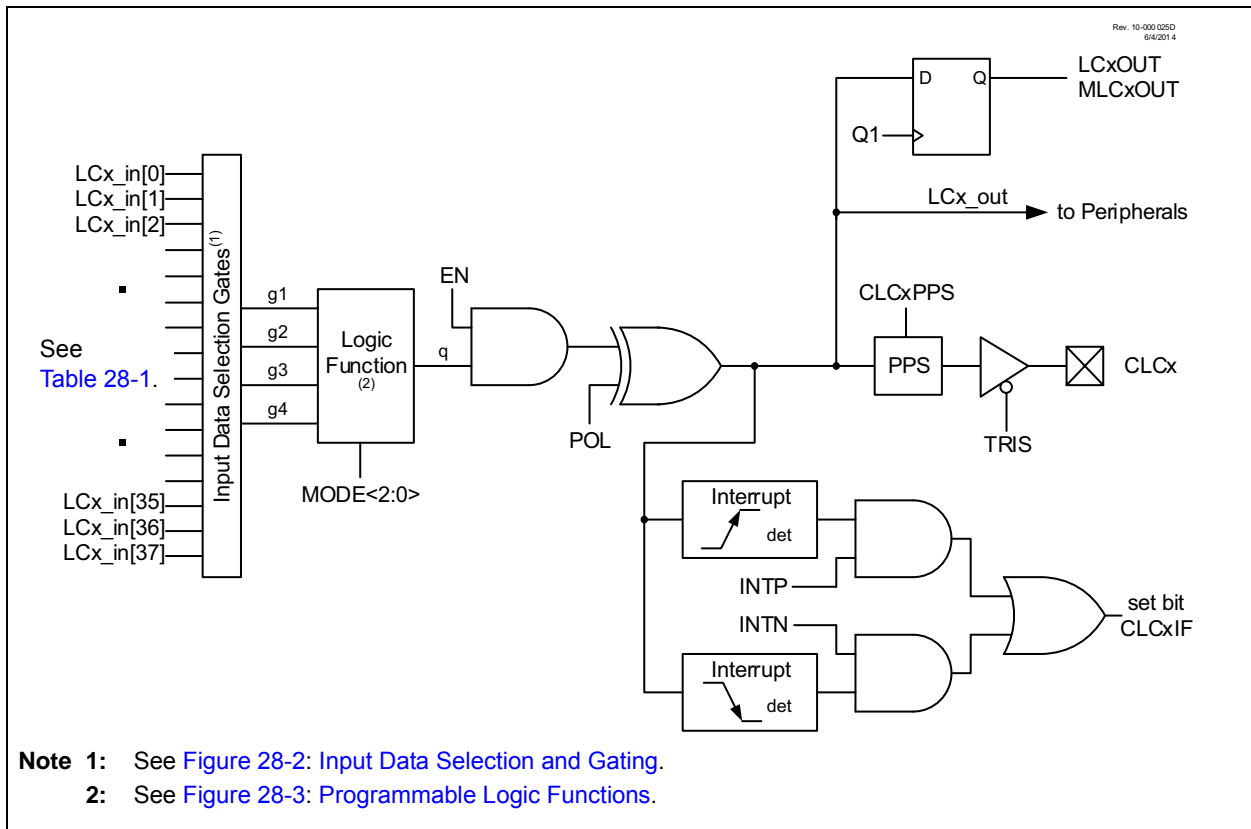 Rev. 10-000 025D
6/4/201 4
LCxOUT
MLCxOUT
D
Q
Q1
LCx_in[0]
LCx_in[1]
LCx_in[2]
See
Table 28-1.
LCx_in[35]
LCx_in[36]
LCx_in[37]
Input Data Selection Gates(1)
g1
g2
g3
g4
Logic
Function
(2)
MODE<2:0>
q
EN
POL
LCx_out
to Peripherals
CLCxPPS
PPS
CLCx
TRIS
Interrupt
det
INTP
INTN
Interrupt
det
set bit
CLCxIF
Note 1: See Figure 28-2: Input Data Selection and Gating.
2: See Figure 28-3: Programmable Logic Functions.